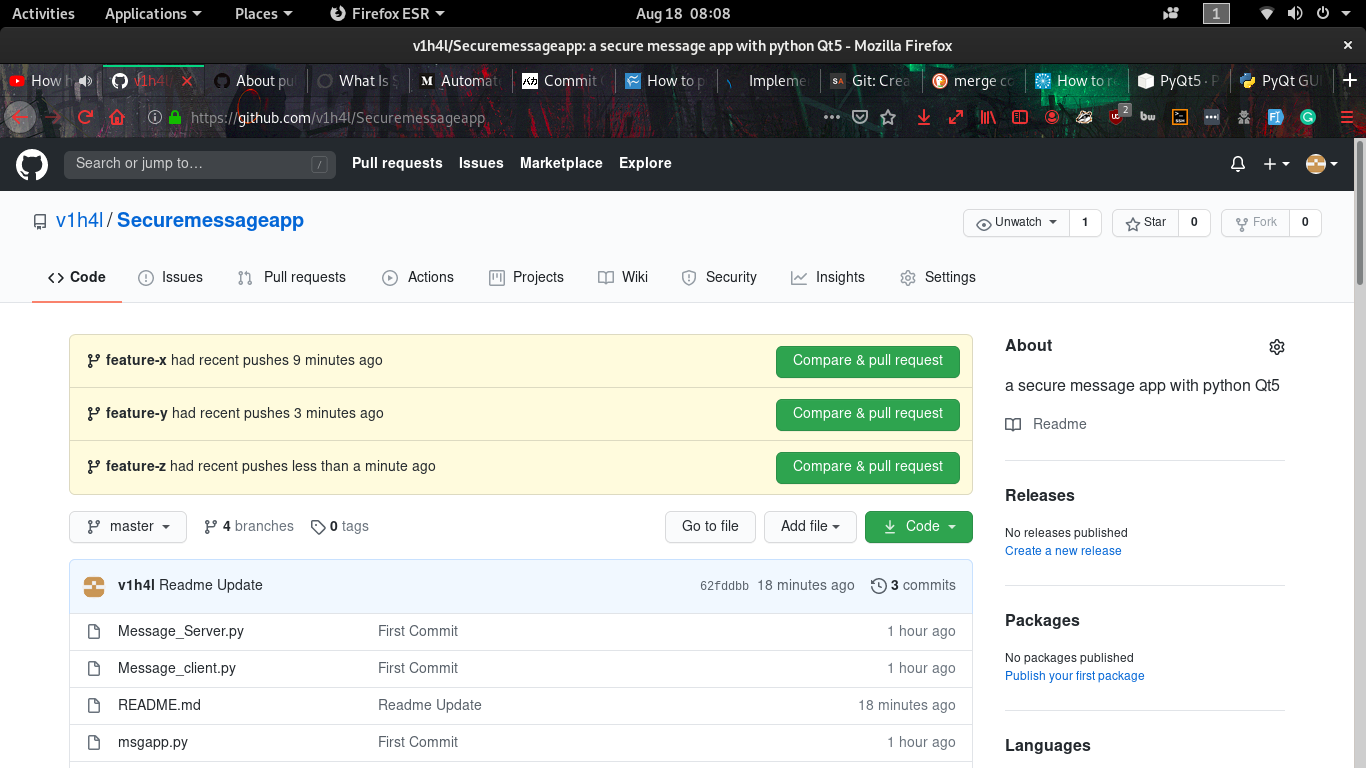 Activities Applications Places Firefox ESR Aug 18 08:08 1
v1h4l/Securemessageapp: a secure message app with python Qt5 - Mozilla Firefox ×
How v1h4l About What Is Automat Commit How to Implemen Git: Crea merge co How to PyQt5 · PyQt GU
https://github.com/v1h4l/Securemessageapp 2 bw
Search or jump to… / Pull requests Issues Marketplace Explore
v1h4l / Securemessageapp Unwatch 1 Star 0 Fork 0
Code Issues Pull requests Actions Projects Wiki Security Insights Settings
feature-x had recent pushes 9 minutes ago Compare & pull request
feature-y had recent pushes 3 minutes ago Compare & pull request
feature-z had recent pushes less than a minute ago Compare & pull request
master 4 branches 0 tags Go to file Add file Code
v1h4l Readme Update 62fddbb 18 minutes ago 3 commits
Message_Server.py First Commit 1 hour ago
Message_client.py First Commit 1 hour ago
README.md Readme Update 18 minutes ago
msgapp.py First Commit 1 hour ago
About
a secure message app with python Qt5
Readme
Releases
No releases published
Create a new release
Packages
No packages published
Publish your first package
Languages